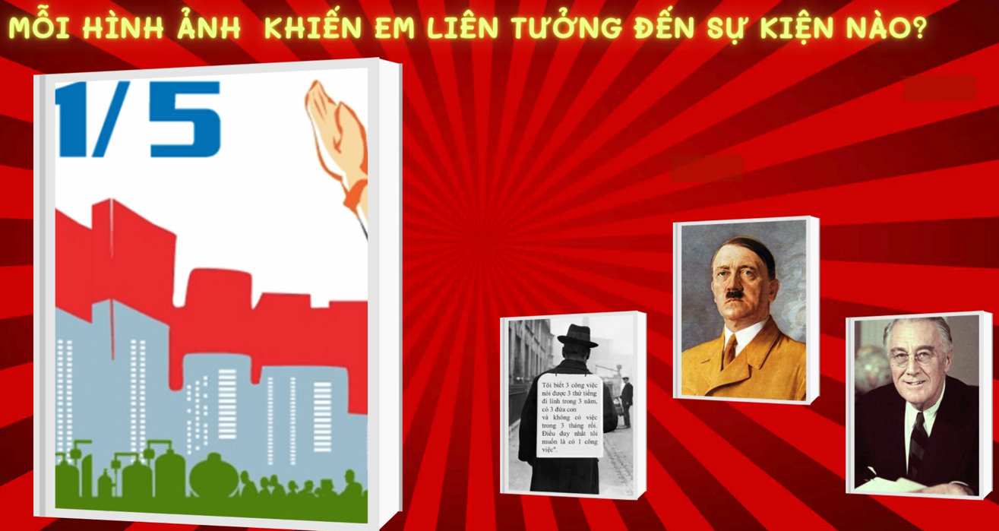 MỖI HÌNH ẢNH KHIẾN EM LIÊN TƯỞNG ĐẾN SỰ KIỆN NÀO?
1/5
Tôi biết 3 công việc
nói được 3 thứ tiếng
đi lính trong 3 năm,
có 3 đứa con
và không có việc
trong 3 tháng rồi.
Điều duy nhất tôi
muốn là có 1 công
việc".